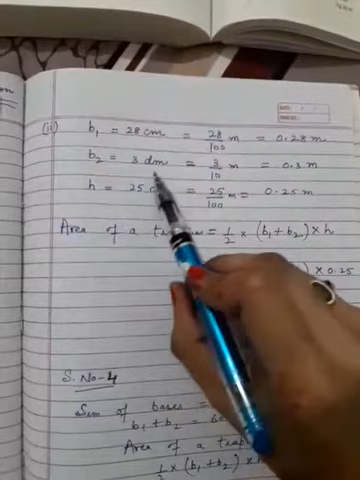 (ii) b₁ = 28 cm = 28/100 m = 0.28 m
b₂ = 3 dm = 3/10 m = 0.3 m
h = 25 = 25/100 m = 0.25 m
Area of a = 1/2 × (b₁ + b₂) × h
) × 0.25
S. No-4
Sum of bases =
b₁ + b₂ =
Area of a
1/2 × (b₁ + b₂) ×